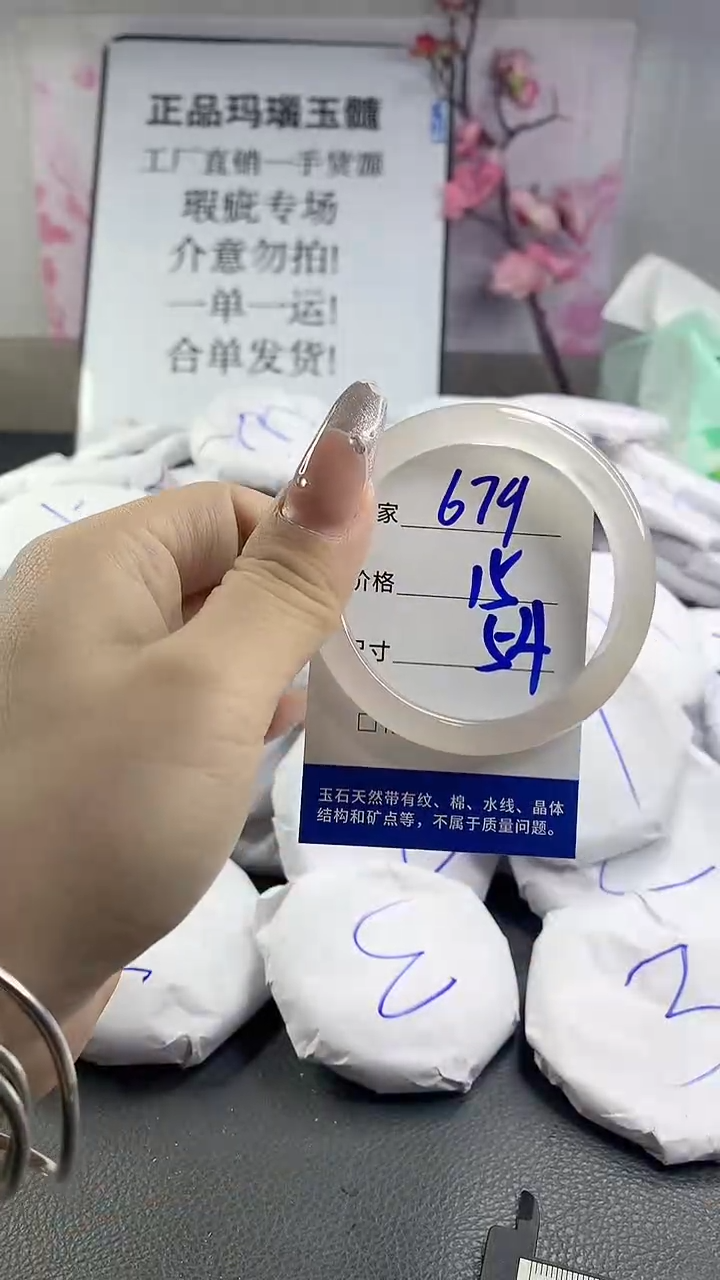 正品玛瑙玉髓
工厂直销一手货源
瑕疵专场
介意勿拍!
一单一运!
合单发货!
家 679
价格 15
寸 54
玉石天然带有纹、棉、水线、晶体
结构和矿点等，不属于质量问题。
3